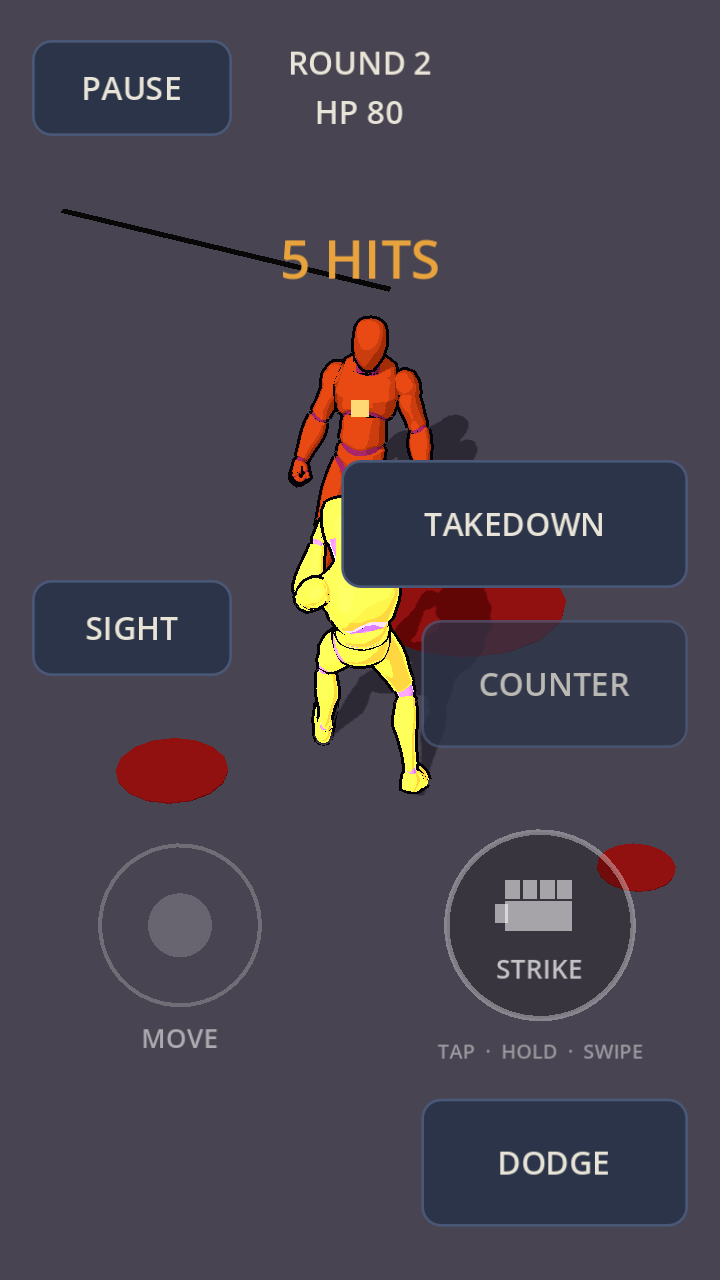 PAUSE
ROUND 2
HP 80
5 HITS
TAKEDOWN
SIGHT
COUNTER
STRIKE
MOVE
TAP · HOLD · SWIPE
DODGE